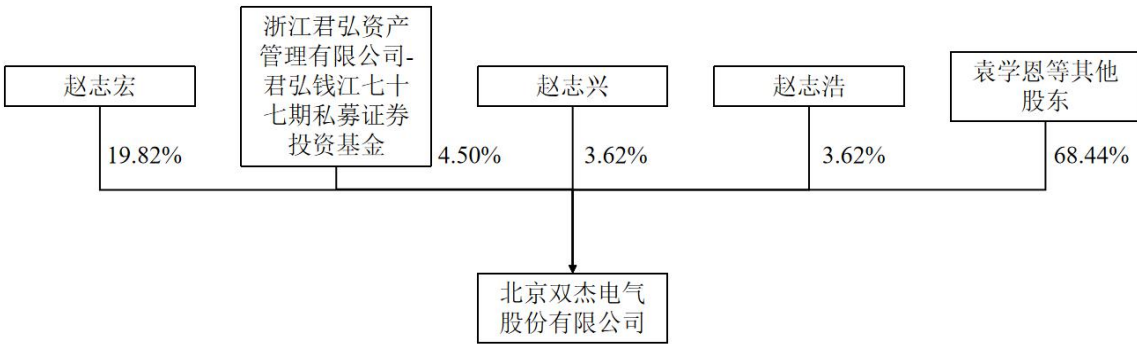 赵志宏
浙江君弘资产
管理有限公司-
君弘钱江七十
七期私募证券
投资基金
赵志兴
赵志浩
袁学恩等其他
股东
19.82%
4.50%
3.62%
3.62%
68.44%
北京双杰电气
股份有限公司